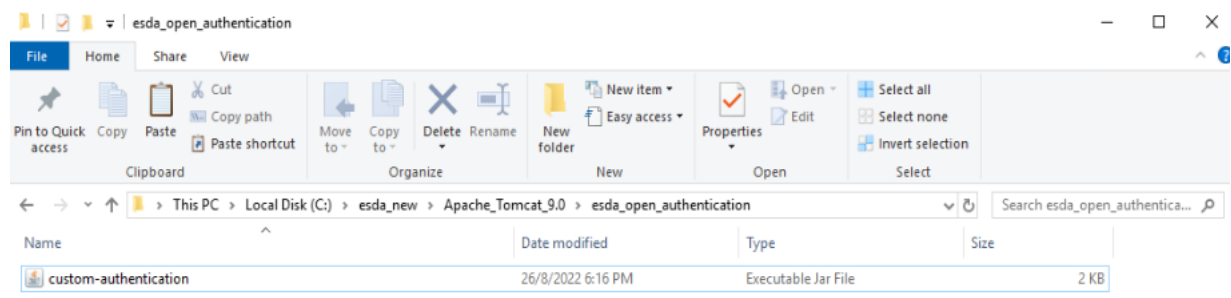 esda_open_authentication
File Home Share View
Pin to Quick access
Copy
Paste
Cut
Copy path
Paste shortcut
Clipboard
Move to
Copy to
Delete
Rename
Organize
New folder
New item
Easy access
New
Properties
Open
Edit
Open
Select all
Select none
Invert selection
Select
This PC > Local Disk (C:) > esda_new > Apache_Tomcat_9.0 > esda_open_authentication
Search esda_open_authentica...
Name Date modified Type Size
custom-authentication 26/8/2022 6:16 PM Executable Jar File 2 KB